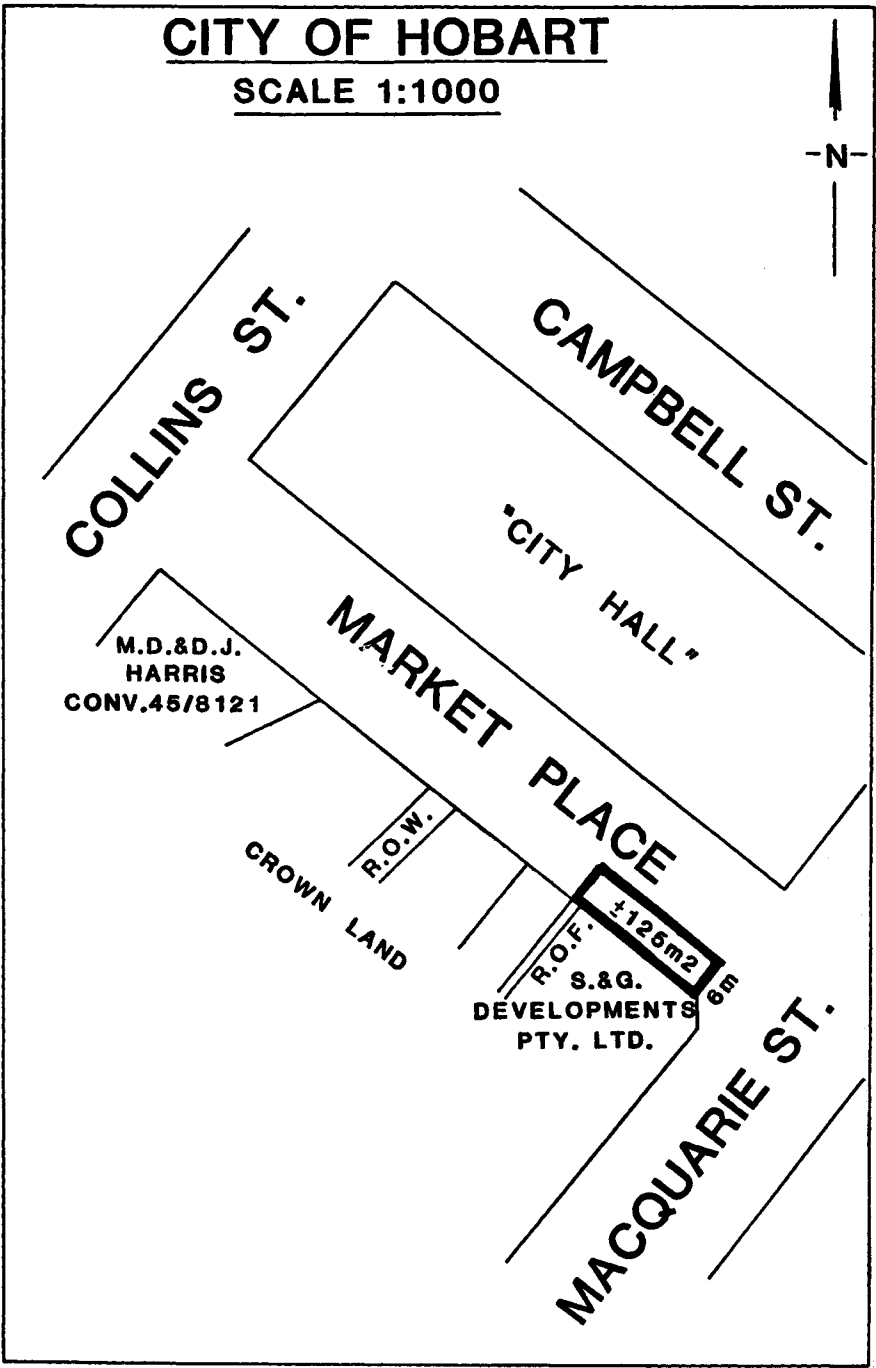 CITY OF HOBART
SCALE 1:1000
-N-
COLLINS ST.
CAMPBELL ST.
"CITY HALL"
MARKET PLACE
M.D.&D.J.
HARRIS
CONV.45/8121
R.O.W.
CROWN LAND
±126m2
6m
R.O.F.
S.&G.
DEVELOPMENTS
PTY. LTD.
MACQUARIE ST.